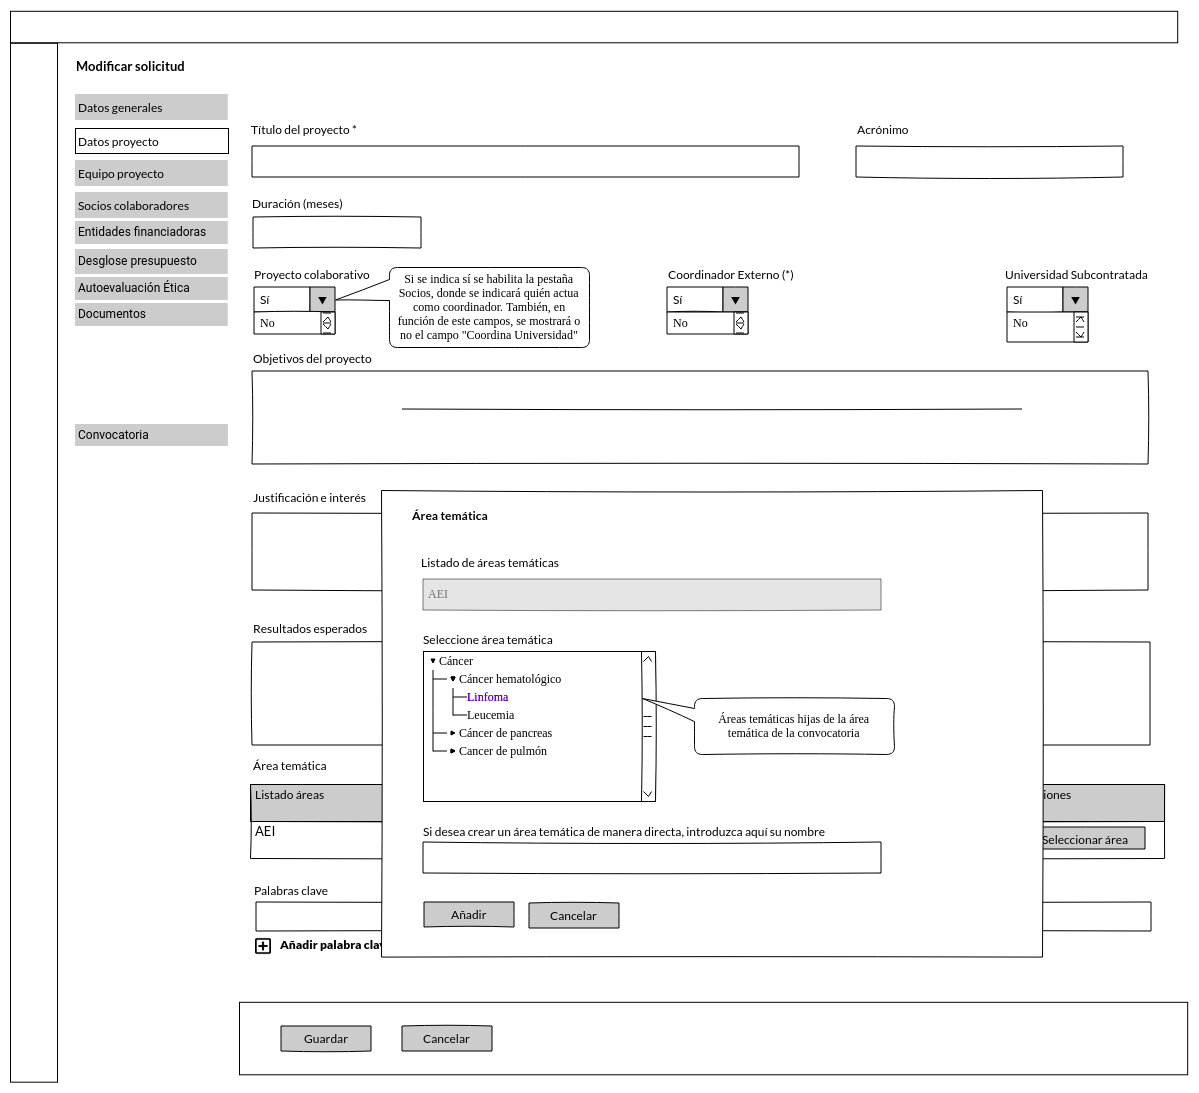 Modificar solicitud
Datos generales
Datos proyecto
Equipo proyecto
Socios colaboradores
Entidades financiadoras
Desglose presupuesto
Autoevaluación Ética
Documentos
Convocatoria
Título del proyecto *
Acrónimo
Duración (meses)
Proyecto colaborativo
Sí
No
Si se indica sí se habilita la pestaña
Socios, donde se indicará quién actua
como coordinador. También, en
función de este campos, se mostrará o
no el campo "Coordina Universidad"
Coordinador Externo (*)
Sí
No
Universidad Subcontratada
Sí
No
Objetivos del proyecto
Justificación e interés
Resultados esperados
Área temática
Listado áreas
iones
AEI
Seleccionar área
Palabras clave
Añadir palabra cla
Área temática
Listado de áreas temáticas
AEI
Seleccione área temática
Cáncer
Cáncer hematológico
Linfoma
Leucemia
Cáncer de pancreas
Cancer de pulmón
Áreas temáticas hijas de la área
temática de la convocatoria
Si desea crear un área temática de manera directa, introduzca aquí su nombre
Añadir
Cancelar
Guardar
Cancelar